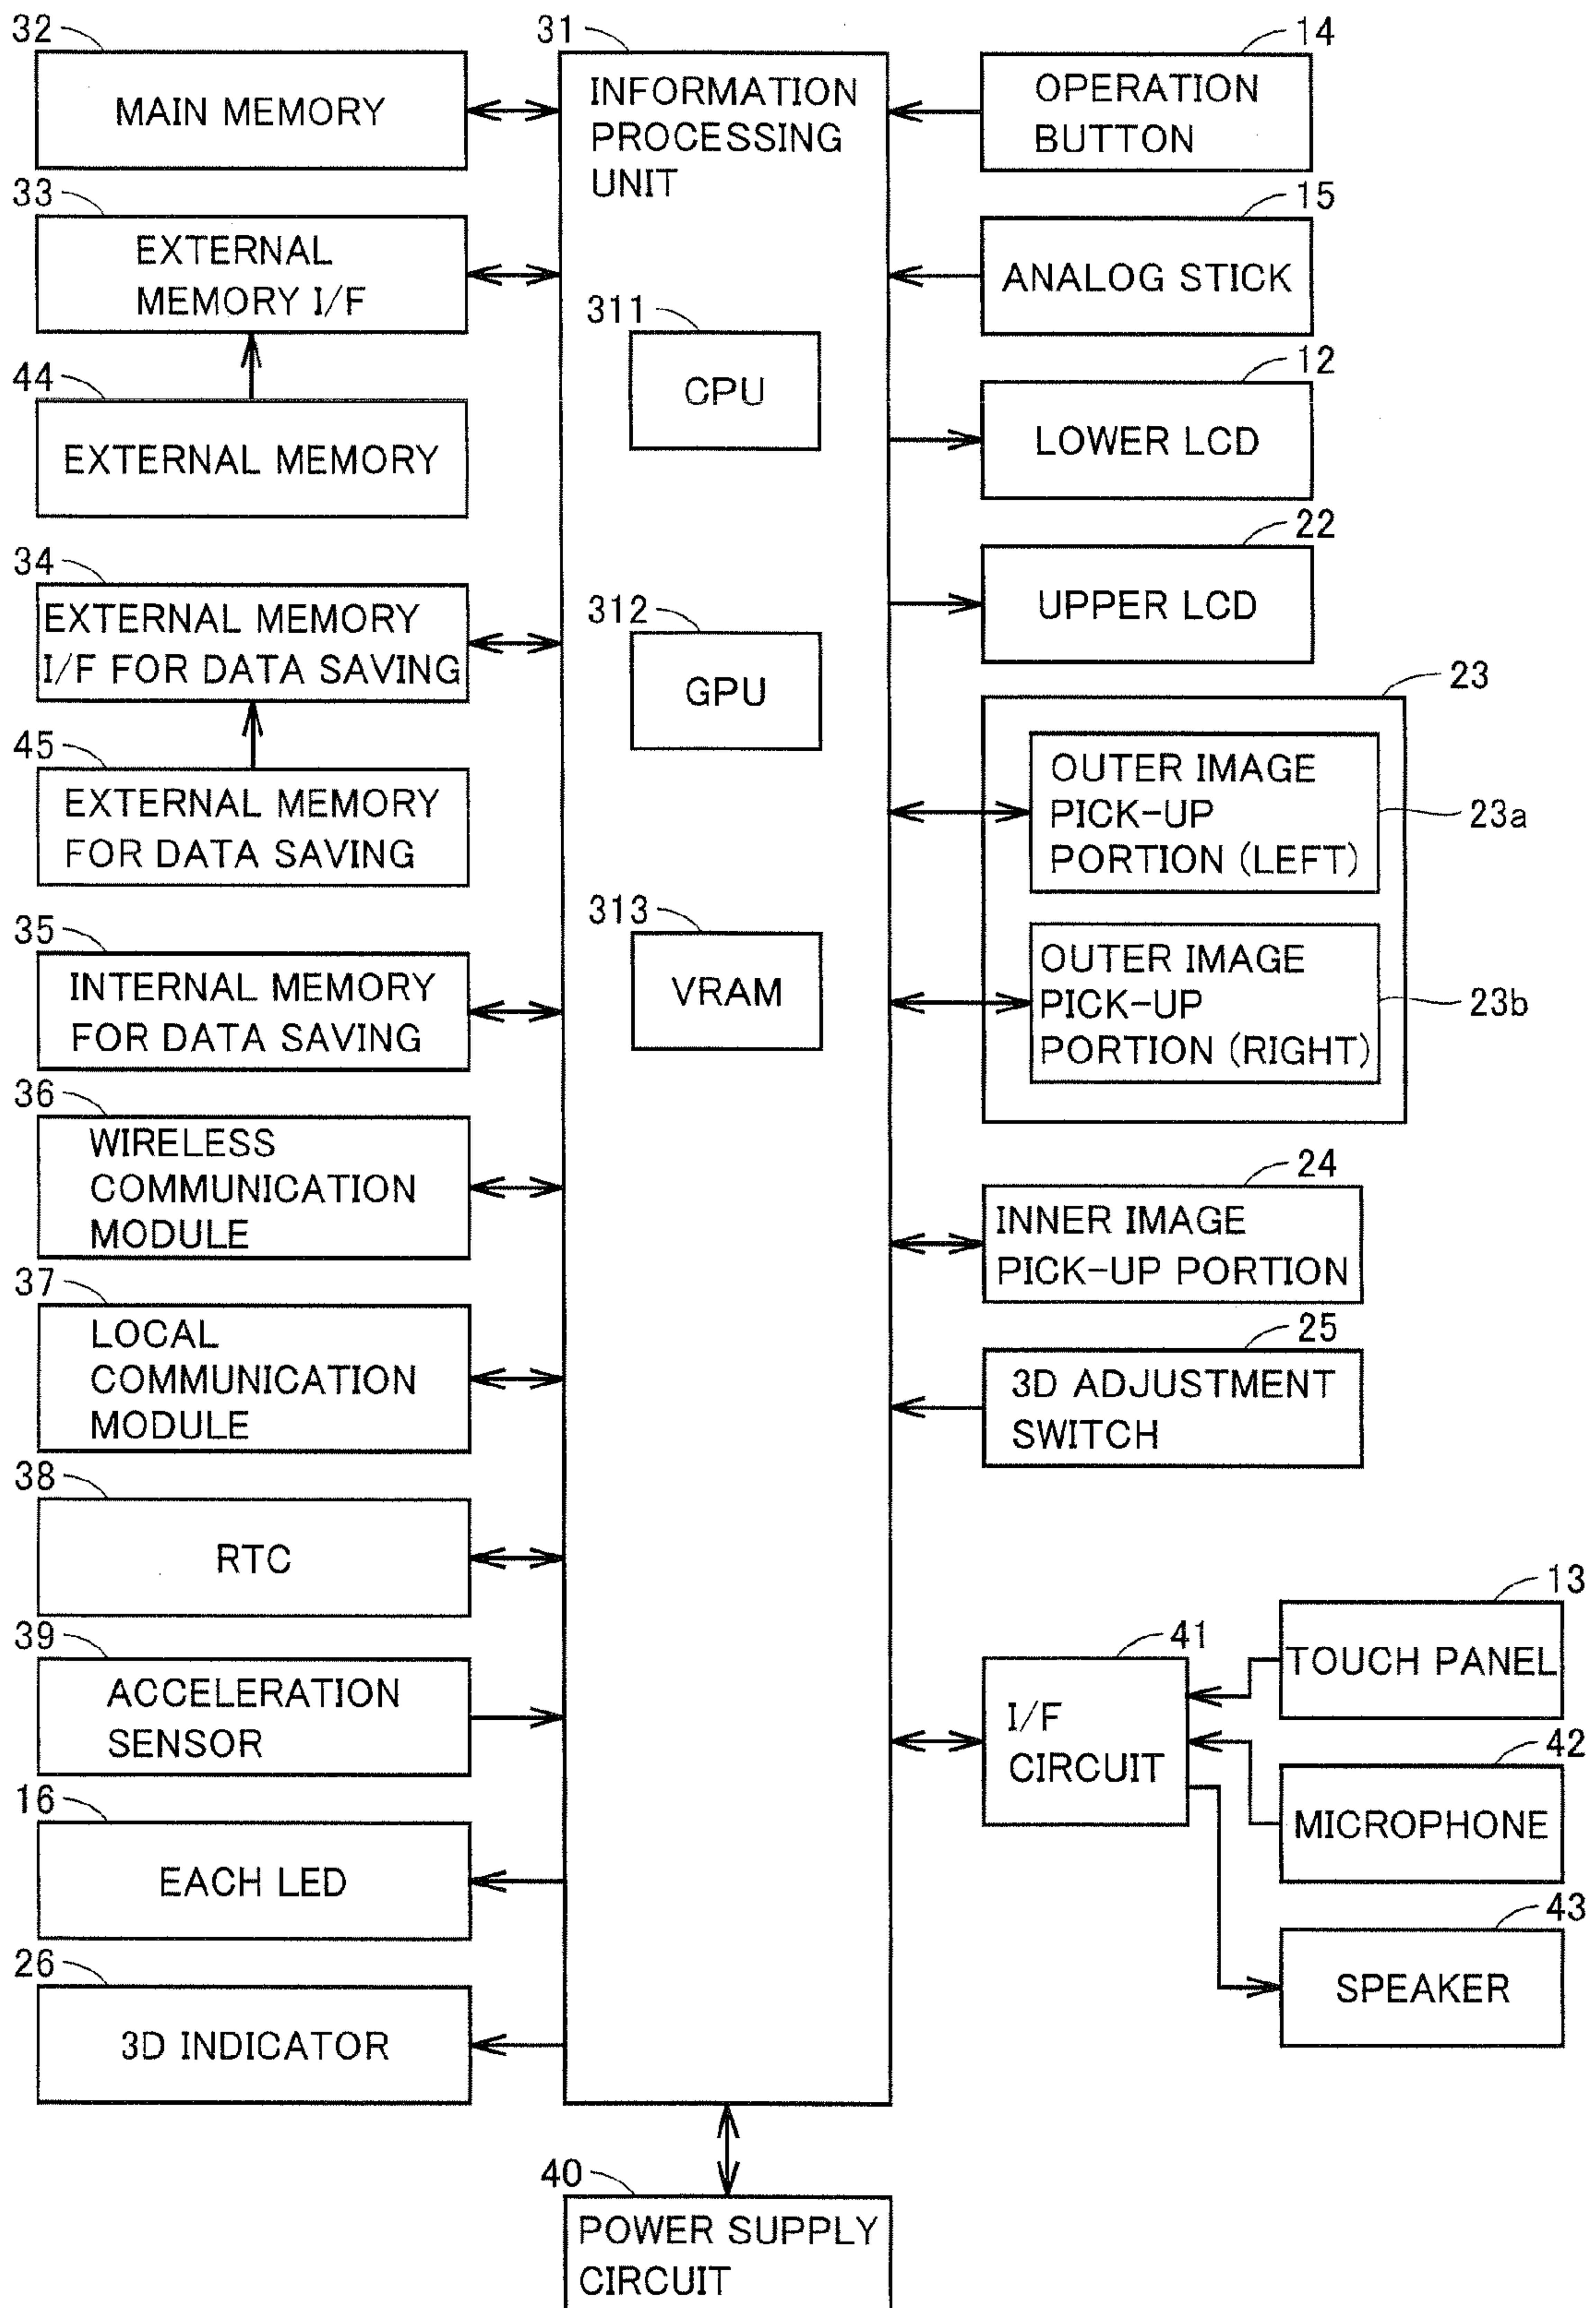 32
MAIN MEMORY
33
EXTERNAL
MEMORY I/F
44
EXTERNAL MEMORY
34
EXTERNAL MEMORY
I/F FOR DATA SAVING
45
EXTERNAL MEMORY
FOR DATA SAVING
35
INTERNAL MEMORY
FOR DATA SAVING
36
WIRELESS
COMMUNICATION
MODULE
37
LOCAL
COMMUNICATION
MODULE
38
RTC
39
ACCELERATION
SENSOR
16
EACH LED
26
3D INDICATOR
31
INFORMATION
PROCESSING
UNIT
311
CPU
312
GPU
313
VRAM
40
POWER SUPPLY
CIRCUIT
14
OPERATION
BUTTON
15
ANALOG STICK
12
LOWER LCD
22
UPPER LCD
23
OUTER IMAGE
PICK-UP
PORTION (LEFT)
23a
OUTER IMAGE
PICK-UP
PORTION (RIGHT)
23b
24
INNER IMAGE
PICK-UP PORTION
25
3D ADJUSTMENT
SWITCH
41
I/F
CIRCUIT
13
TOUCH PANEL
42
MICROPHONE
43
SPEAKER